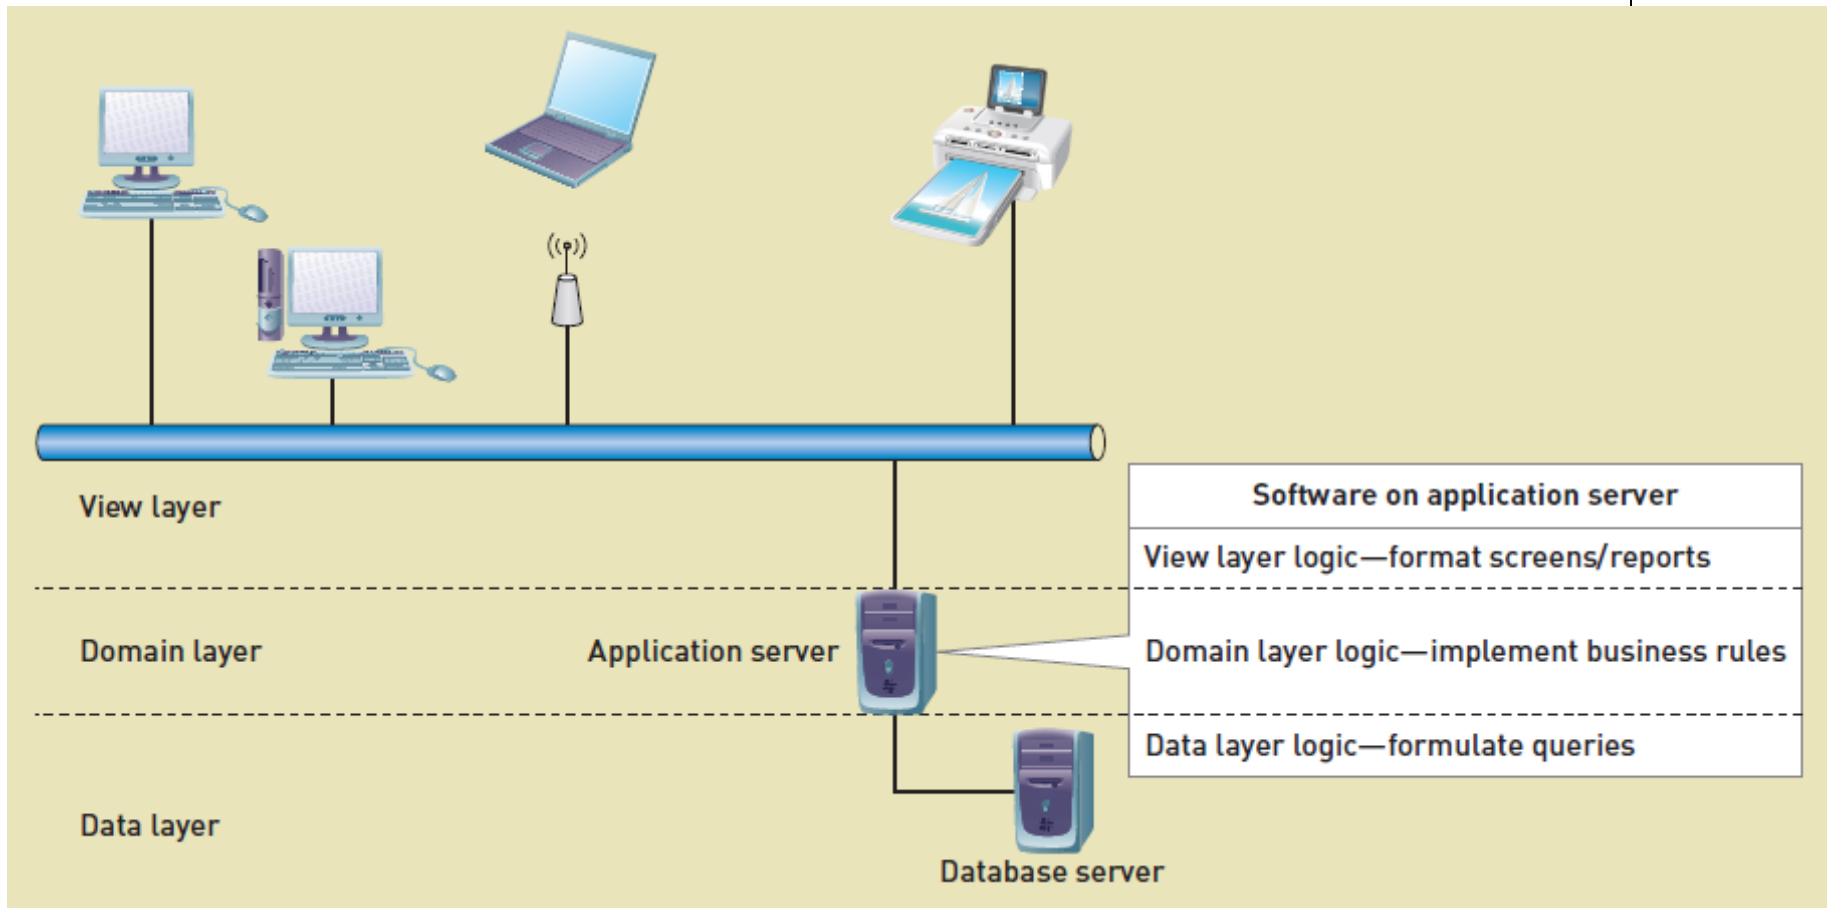 View layer
Software on application server
View layer logic—format screens/reports
Domain layer
Application server
Domain layer logic—implement business rules
Data layer logic—formulate queries
Data layer
Database server